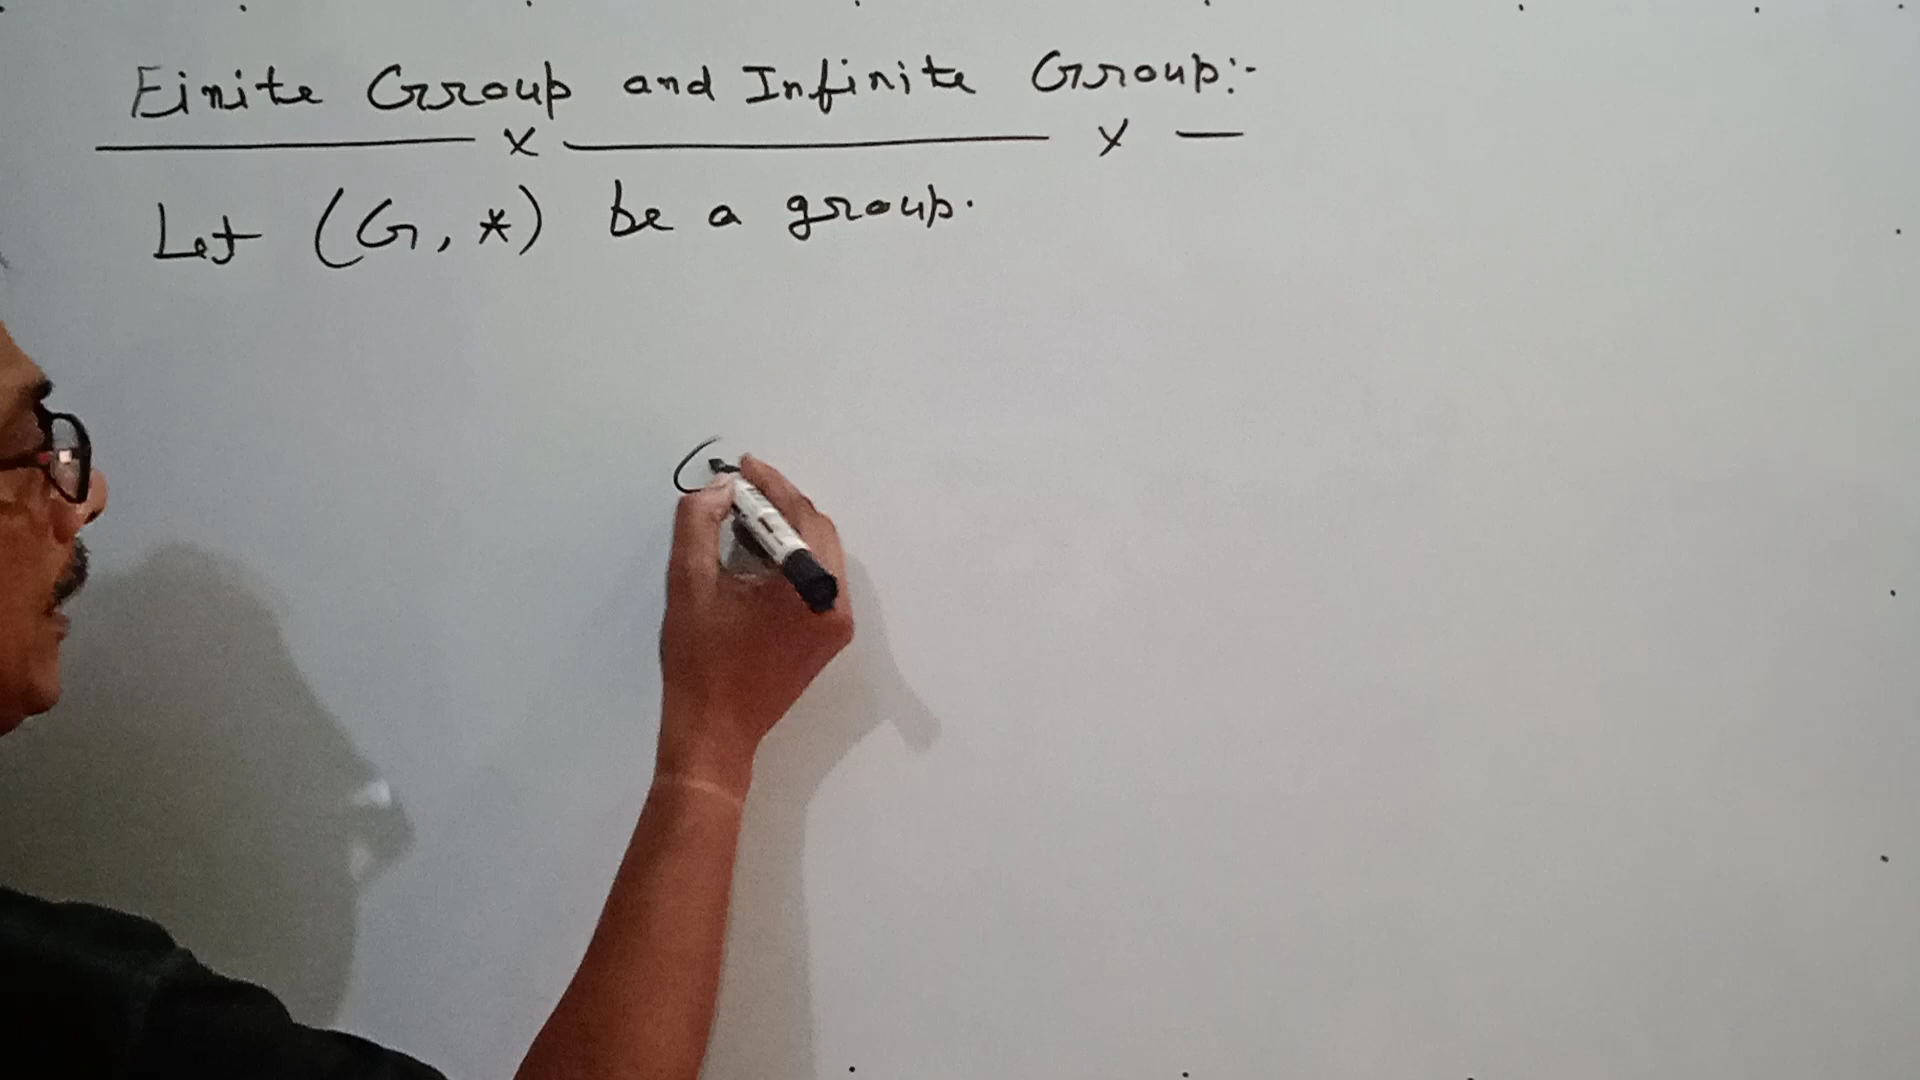 Finite Group and Infinite Group:-
x x
Let (G, *) be a group.